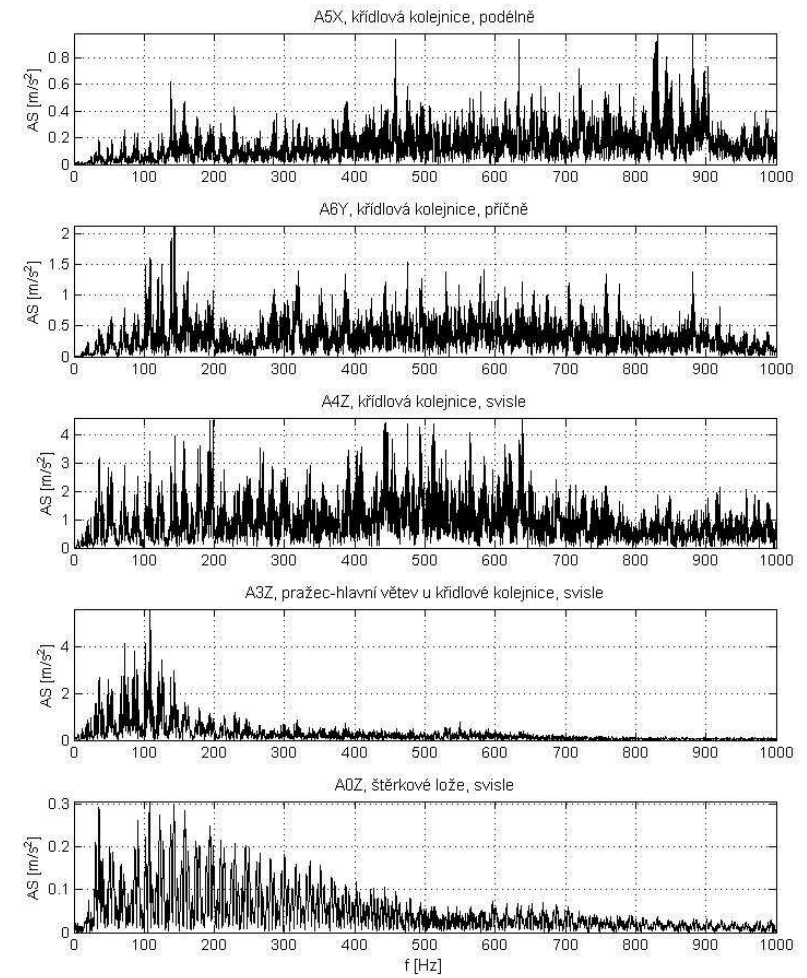 A5X, křídlová kolejnice, podélně
AS [m/s²]
0.8
0.6
0.4
0.2
0
0 100 200 300 400 500 600 700 800 900 1000
A6Y, křídlová kolejnice, příčně
AS [m/s²]
2
1.5
1
0.5
0
0 100 200 300 400 500 600 700 800 900 1000
A4Z, křídlová kolejnice, svisle
AS [m/s²]
4
3
2
1
0
0 100 200 300 400 500 600 700 800 900 1000
A3Z, pražec-hlavní větev u křidlové kolejnice, svisle
AS [m/s²]
4
2
0
0 100 200 300 400 500 600 700 800 900 1000
A0Z, štěrkové lože, svisle
AS [m/s²]
0.3
0.2
0.1
0
0 100 200 300 400 500 600 700 800 900 1000
f [Hz]